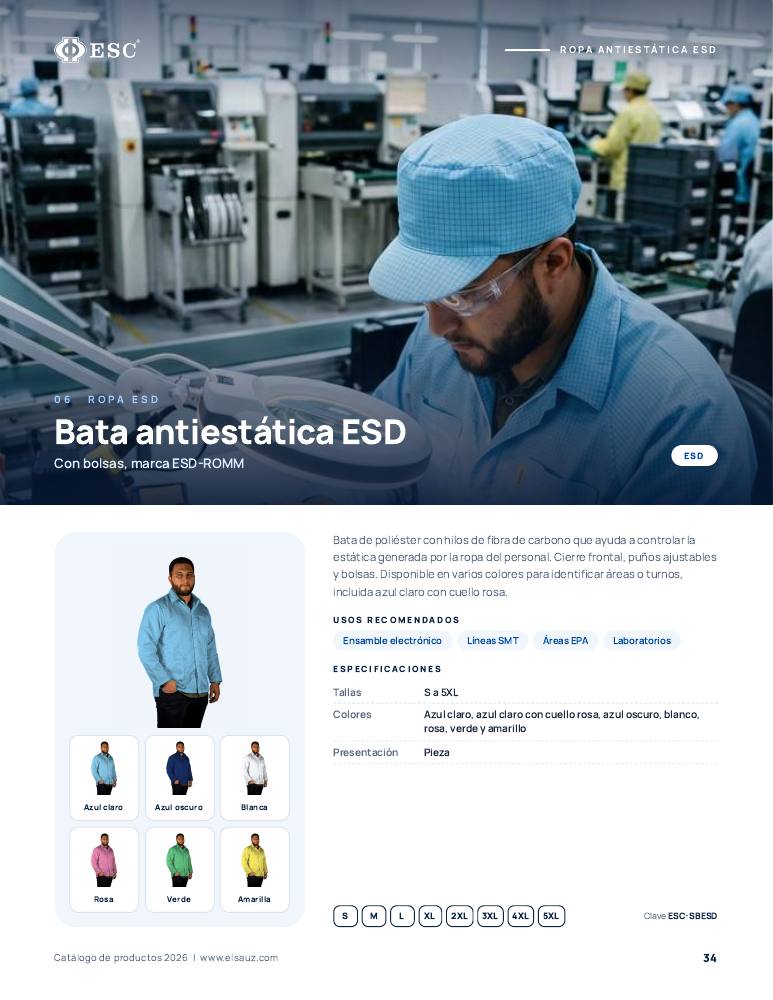 ESC
ROPA ANTIESTÁTICA ESD
06 ROPA ESD
Bata antiestática ESD
Con bolsas, marca ESD-ROMM
ESD
Bata de poliéster con hilos de fibra de carbono que ayuda a controlar la
estática generada por la ropa del personal. Cierre frontal, puños ajustables
y bolsas. Disponible en varios colores para identificar áreas o turnos,
incluida azul claro con cuello rosa.
USOS RECOMENDADOS
Ensamble electrónico Líneas SMT Áreas EPA Laboratorios
ESPECIFICACIONES
Tallas S a 5XL
Colores Azul claro, azul claro con cuello rosa, azul oscuro, blanco,
rosa, verde y amarillo
Presentación Pieza
Azul claro Azul oscuro Blanca
Rosa Verde Amarilla
S M L XL 2XL 3XL 4XL 5XL
Clave ESC-SBESD
Catálogo de productos 2026 | www.elsauz.com
34